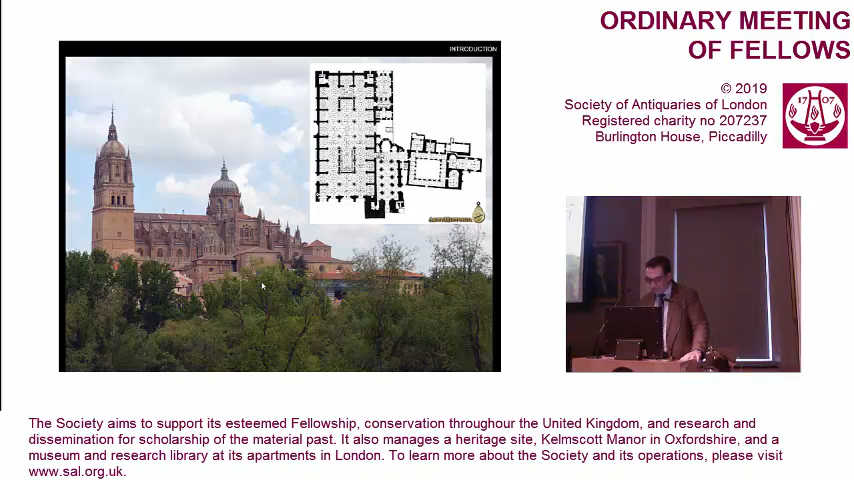 ORDINARY MEETING
OF FELLOWS
© 2019
Society of Antiquaries of London
Registered charity no 207237
Burlington House, Piccadilly
17 07
INTRODUCTION
The Society aims to support its esteemed Fellowship, conservation throughour the United Kingdom, and research and
dissemination for scholarship of the material past. It also manages a heritage site, Kelmscott Manor in Oxfordshire, and a
museum and research library at its apartments in London. To learn more about the Society and its operations, please visit
www.sal.org.uk.